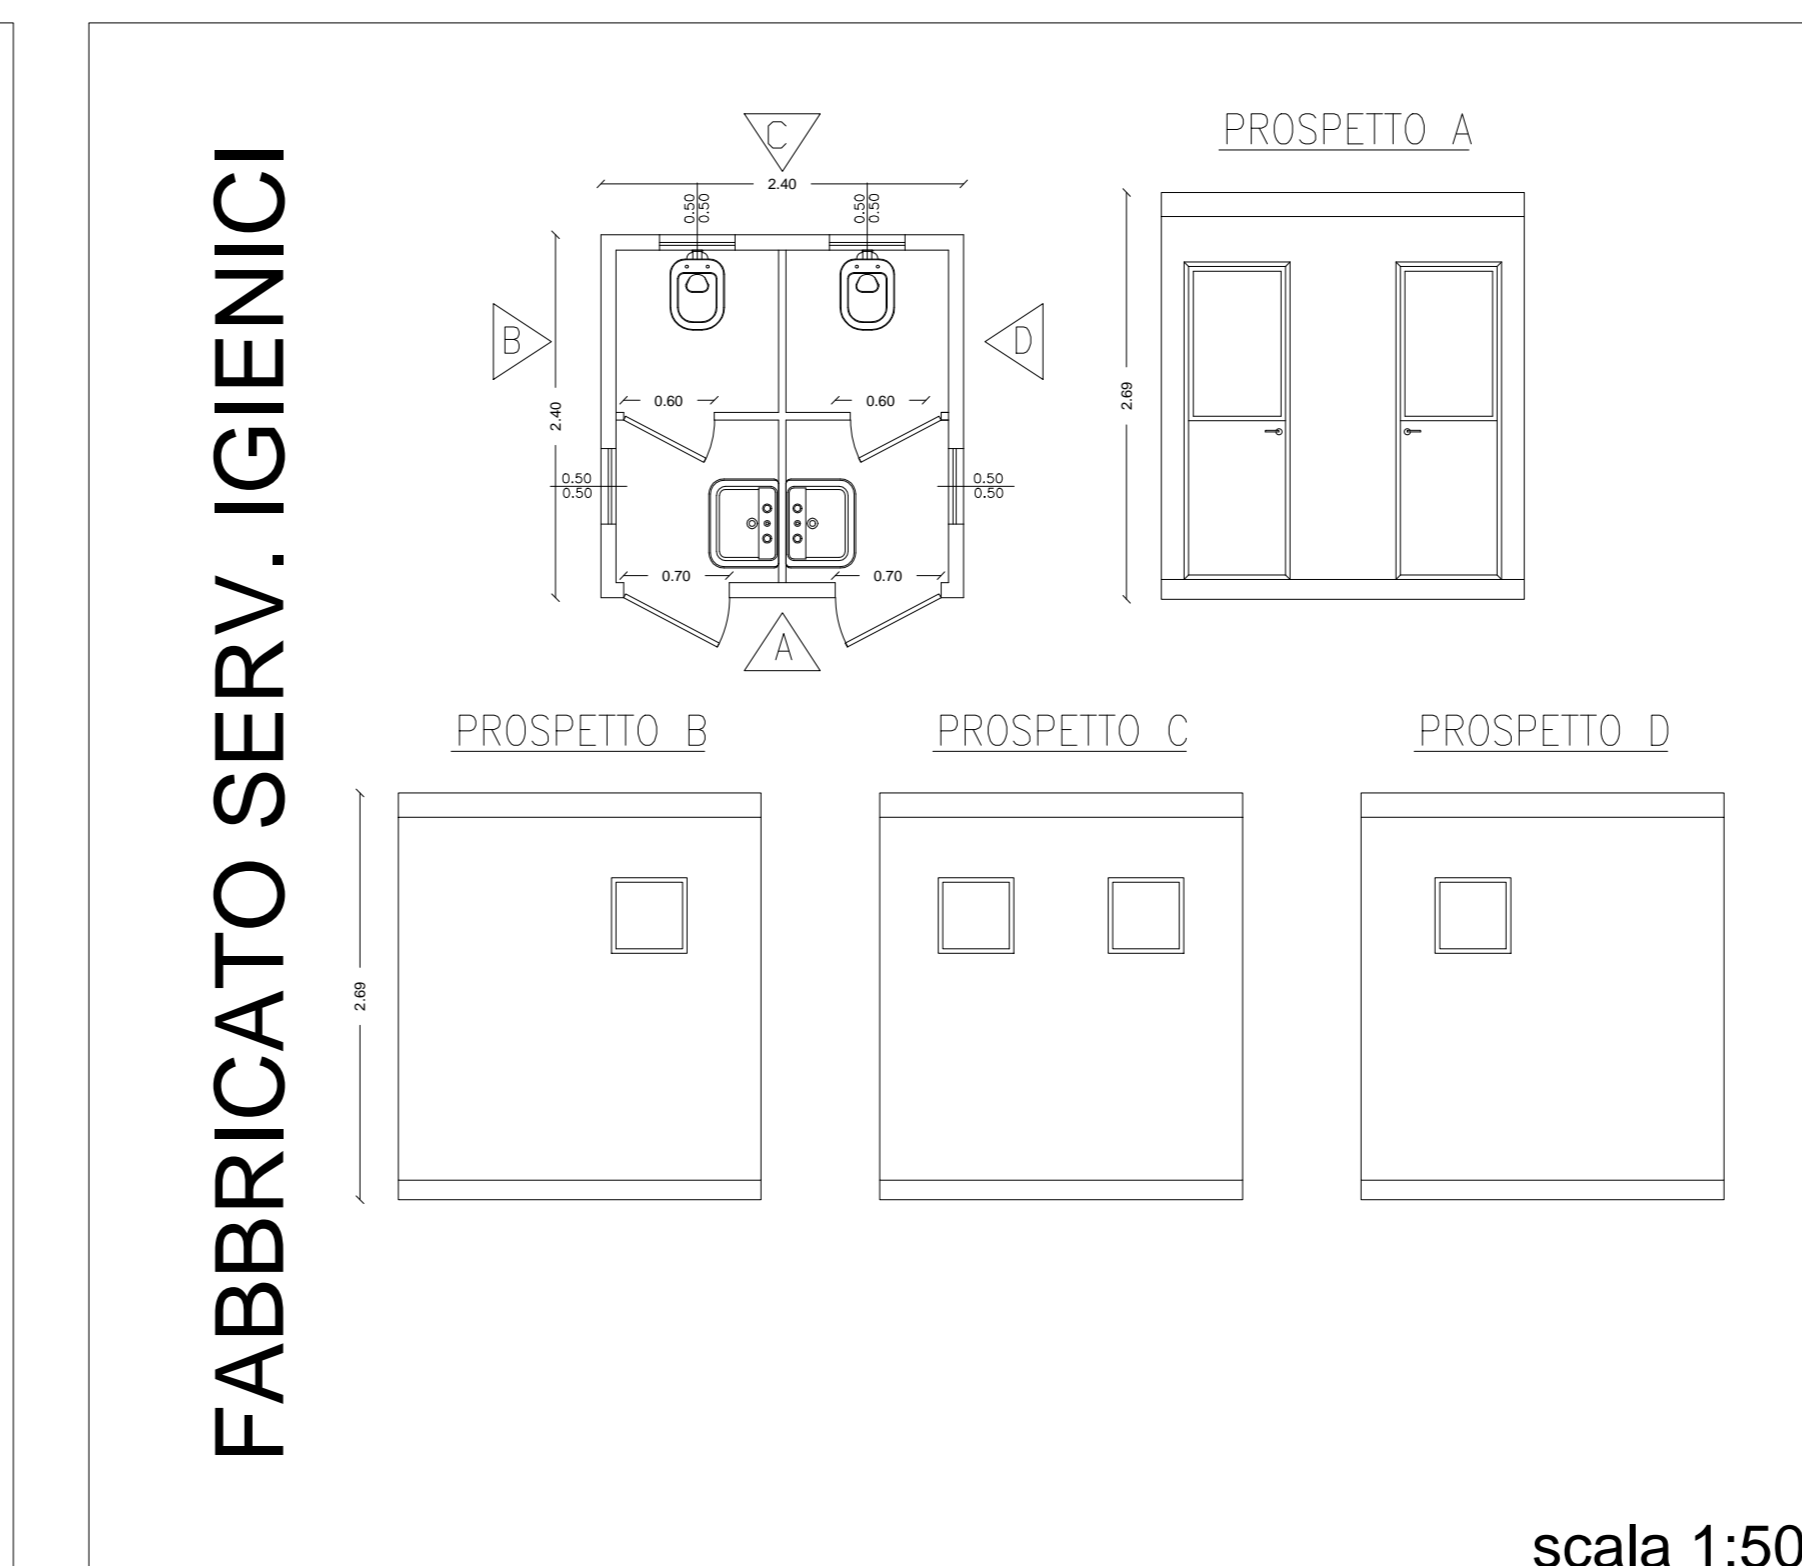 FABBRICATO SERV. IGIENICI
C
2.40
0.50
0.50
0.50
0.50
B
D
2.40
0.60
0.60
0.50
0.50
0.50
0.50
0.70
0.70
A
PROSPETTO A
2.69
PROSPETTO B
PROSPETTO C
PROSPETTO D
2.69
scala 1:50